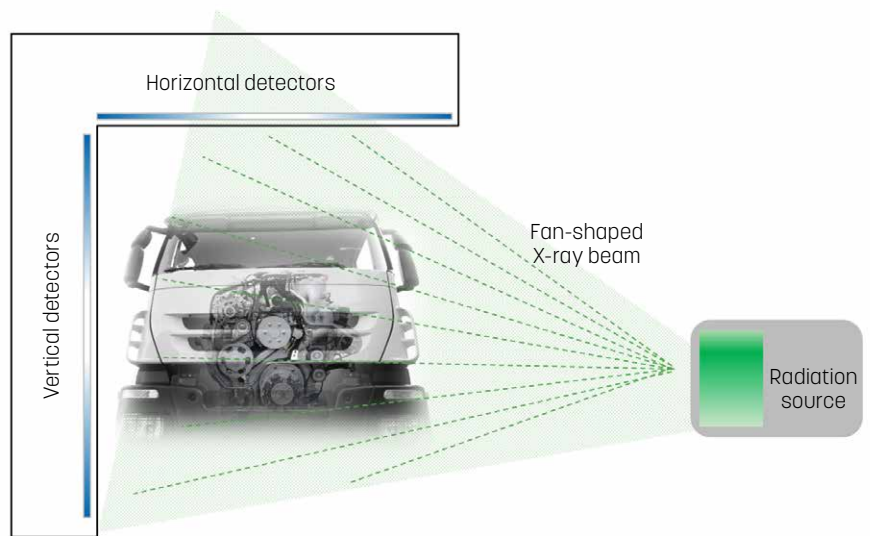 Horizontal detectors
Vertical detectors
Fan-shaped
X-ray beam
Radiation
source